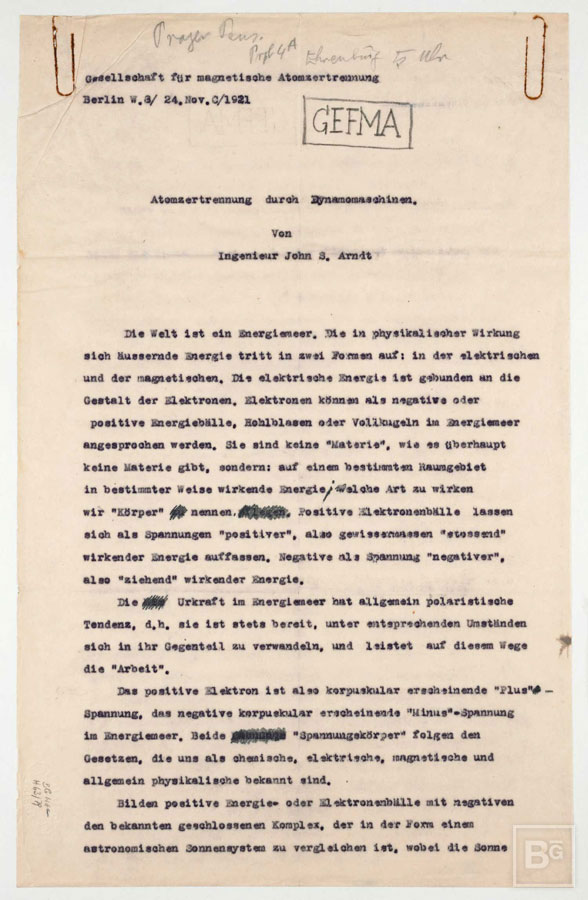 Prager Pens.
Prpl 4A Ehrenburg 5 Uhr
Gesellschaft für magnetische Atomzertrennung
Berlin W.8/ 24.Nov.C/1921
GEFMA
Atomzertrennung durch Dynamomaschinen.
Von
Ingenieur John S. Arndt
Die Welt ist ein Energiemeer. Die in physikalischer Wirkung
sich äussernde Energie tritt in zwei Formen auf: in der elektrischen
und der magnetischen. Die elektrische Energie ist gebunden an die
Gestalt der Elektronen. Elektronen können als negative oder
positive Energiebälle, Hohlblasen oder Vollkugeln im Energiemeer
angesprochen werden. Sie sind keine "Materie", wie es überhaupt
keine Materie gibt, sondern: auf einem bestimmten Raumgebiet
in bestimmter Weise wirkende Energie; welche Art zu wirken
wir "Körper" nennen. Positive Elektronenbälle lassen
sich als Spannungen "positiver", also gewissermassen "stossend"
wirkender Energie auffassen. Negative als Spannung "negativer",
also "ziehend" wirkender Energie.
Die Urkraft im Energiemeer hat allgemein polaristische
Tendenz, d.h. sie ist stets bereit, unter entsprechenden Umständen
sich in ihr Gegenteil zu verwandeln, und leistet auf diesem Wege
die "Arbeit".
Das positive Elektron ist also korpuskular erscheinende "Plus"-
Spannung, das negative korpuskular erscheinende "Minus"-Spannung
im Energiemeer. Beide "Spannungskörper" folgen den
Gesetzen, die uns als chemische, elektrische, magnetische und
allgemein physikalische bekannt sind.
Bilden positive Energie- oder Elektronenbälle mit negativen
den bekannten geschlossenen Komplex, der in der Form einem
astronomischen Sonnensystem zu vergleichen ist, wobei die Sonne
BG